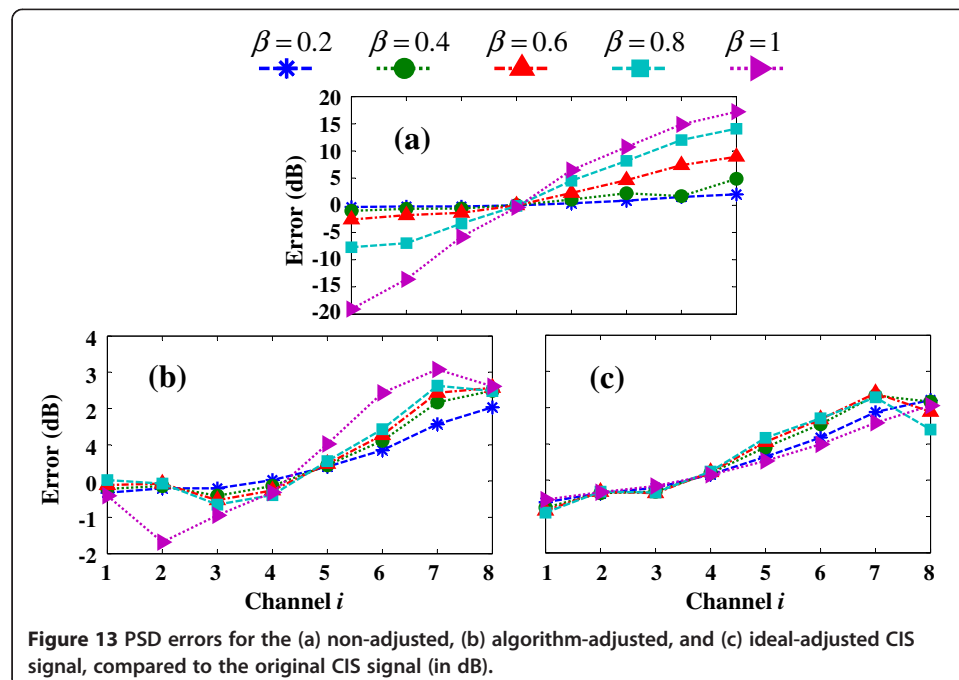 β = 0.2 β = 0.4 β = 0.6 β = 0.8 β = 1
(a)
Error (dB)
20
15
10
5
0
-5
-10
-15
-20
(b)
Error (dB)
4
3
2
4
0
-1
-2
1 2 3 4 5 6 7 8
Channel i
(c)
1 2 3 4 5 6 7 8
Channel i
Figure 13 PSD errors for the (a) non-adjusted, (b) algorithm-adjusted, and (c) ideal-adjusted CIS
signal, compared to the original CIS signal (in dB).